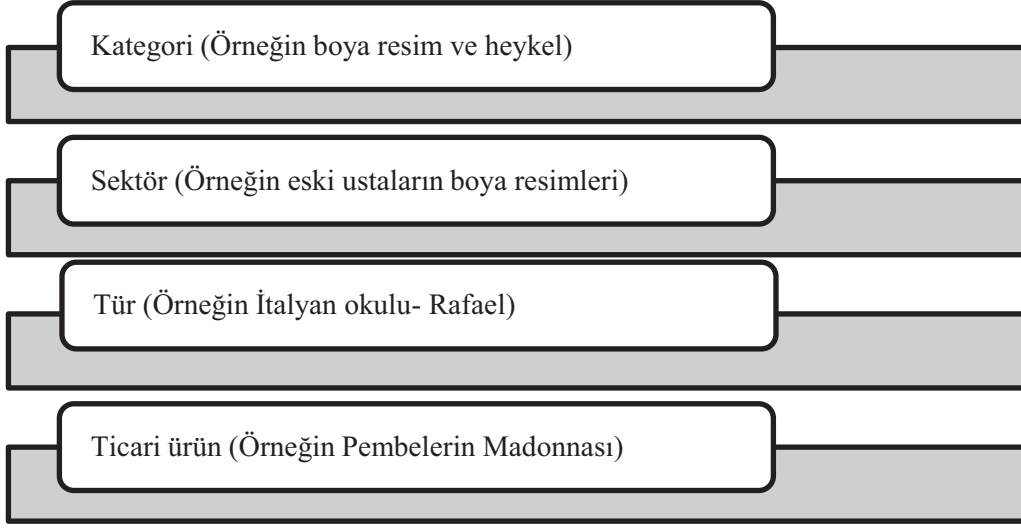 Kategori (Örneğin boya resim ve heykel)
Sektör (Örneğin eski ustaların boya resimleri)
Tür (Örneğin İtalyan okulu- Rafael)
Ticari ürün (Örneğin Pembelerin Madonnası)